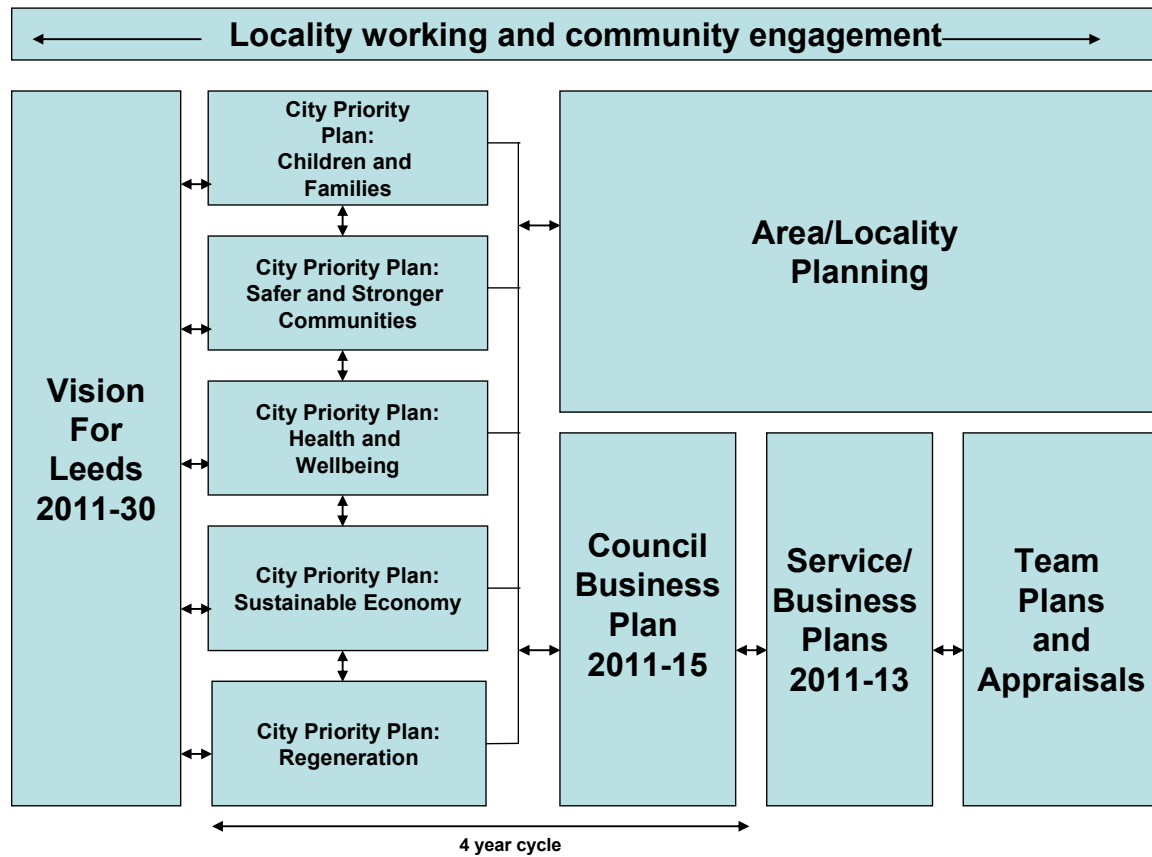 Locality working and community engagement
Vision
For
Leeds
2011-30
City Priority
Plan:
Children and
Families
City Priority Plan:
Safer and Stronger
Communities
City Priority Plan:
Health and
Wellbeing
City Priority Plan:
Sustainable Economy
City Priority Plan:
Regeneration
Area/Locality
Planning
Council
Business
Plan
2011-15
Service/
Business
Plans
2011-13
Team
Plans
and
Appraisals
4 year cycle